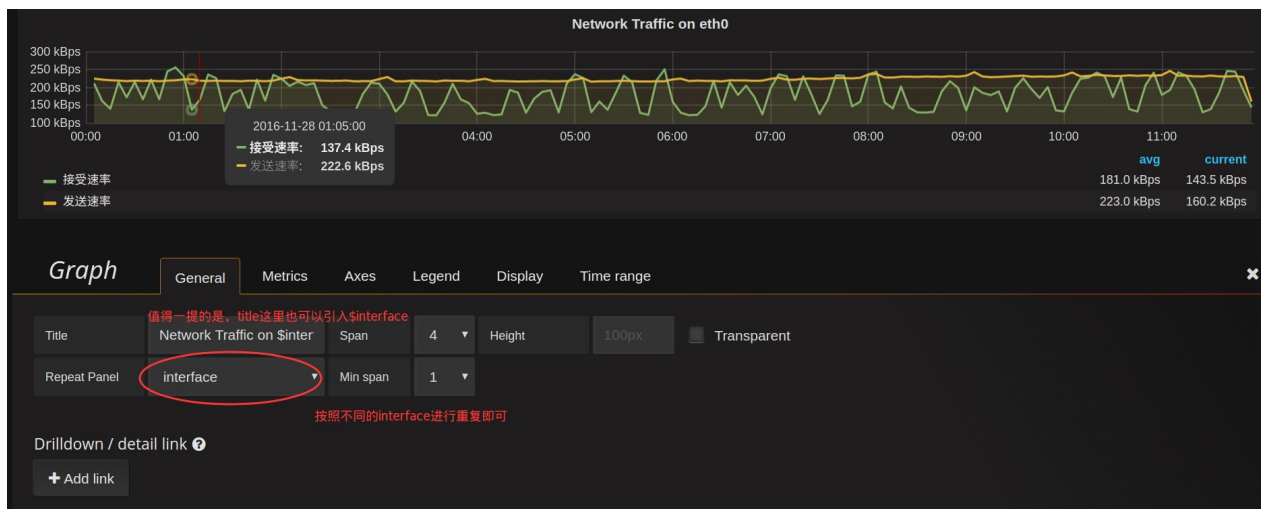 Network Traffic on eth0
300 kBps
250 kBps
200 kBps
150 kBps
100 kBps
00:00 01:00 04:00 05:00 06:00 07:00 08:00 09:00 10:00 11:00
2016-11-28 01:05:00
接受速率: 137.4 kBps
发送速率: 222.6 kBps
avg current
接受速率 181.0 kBps 143.5 kBps
发送速率 223.0 kBps 160.2 kBps
Graph General Metrics Axes Legend Display Time range
值得一提的是，title这里也可以引入$interface
Title Network Traffic on $inter Span 4 Height 100px Transparent
Repeat Panel interface Min span 1
按照不同的interface进行重复即可
Drilldown / detail link
+ Add link